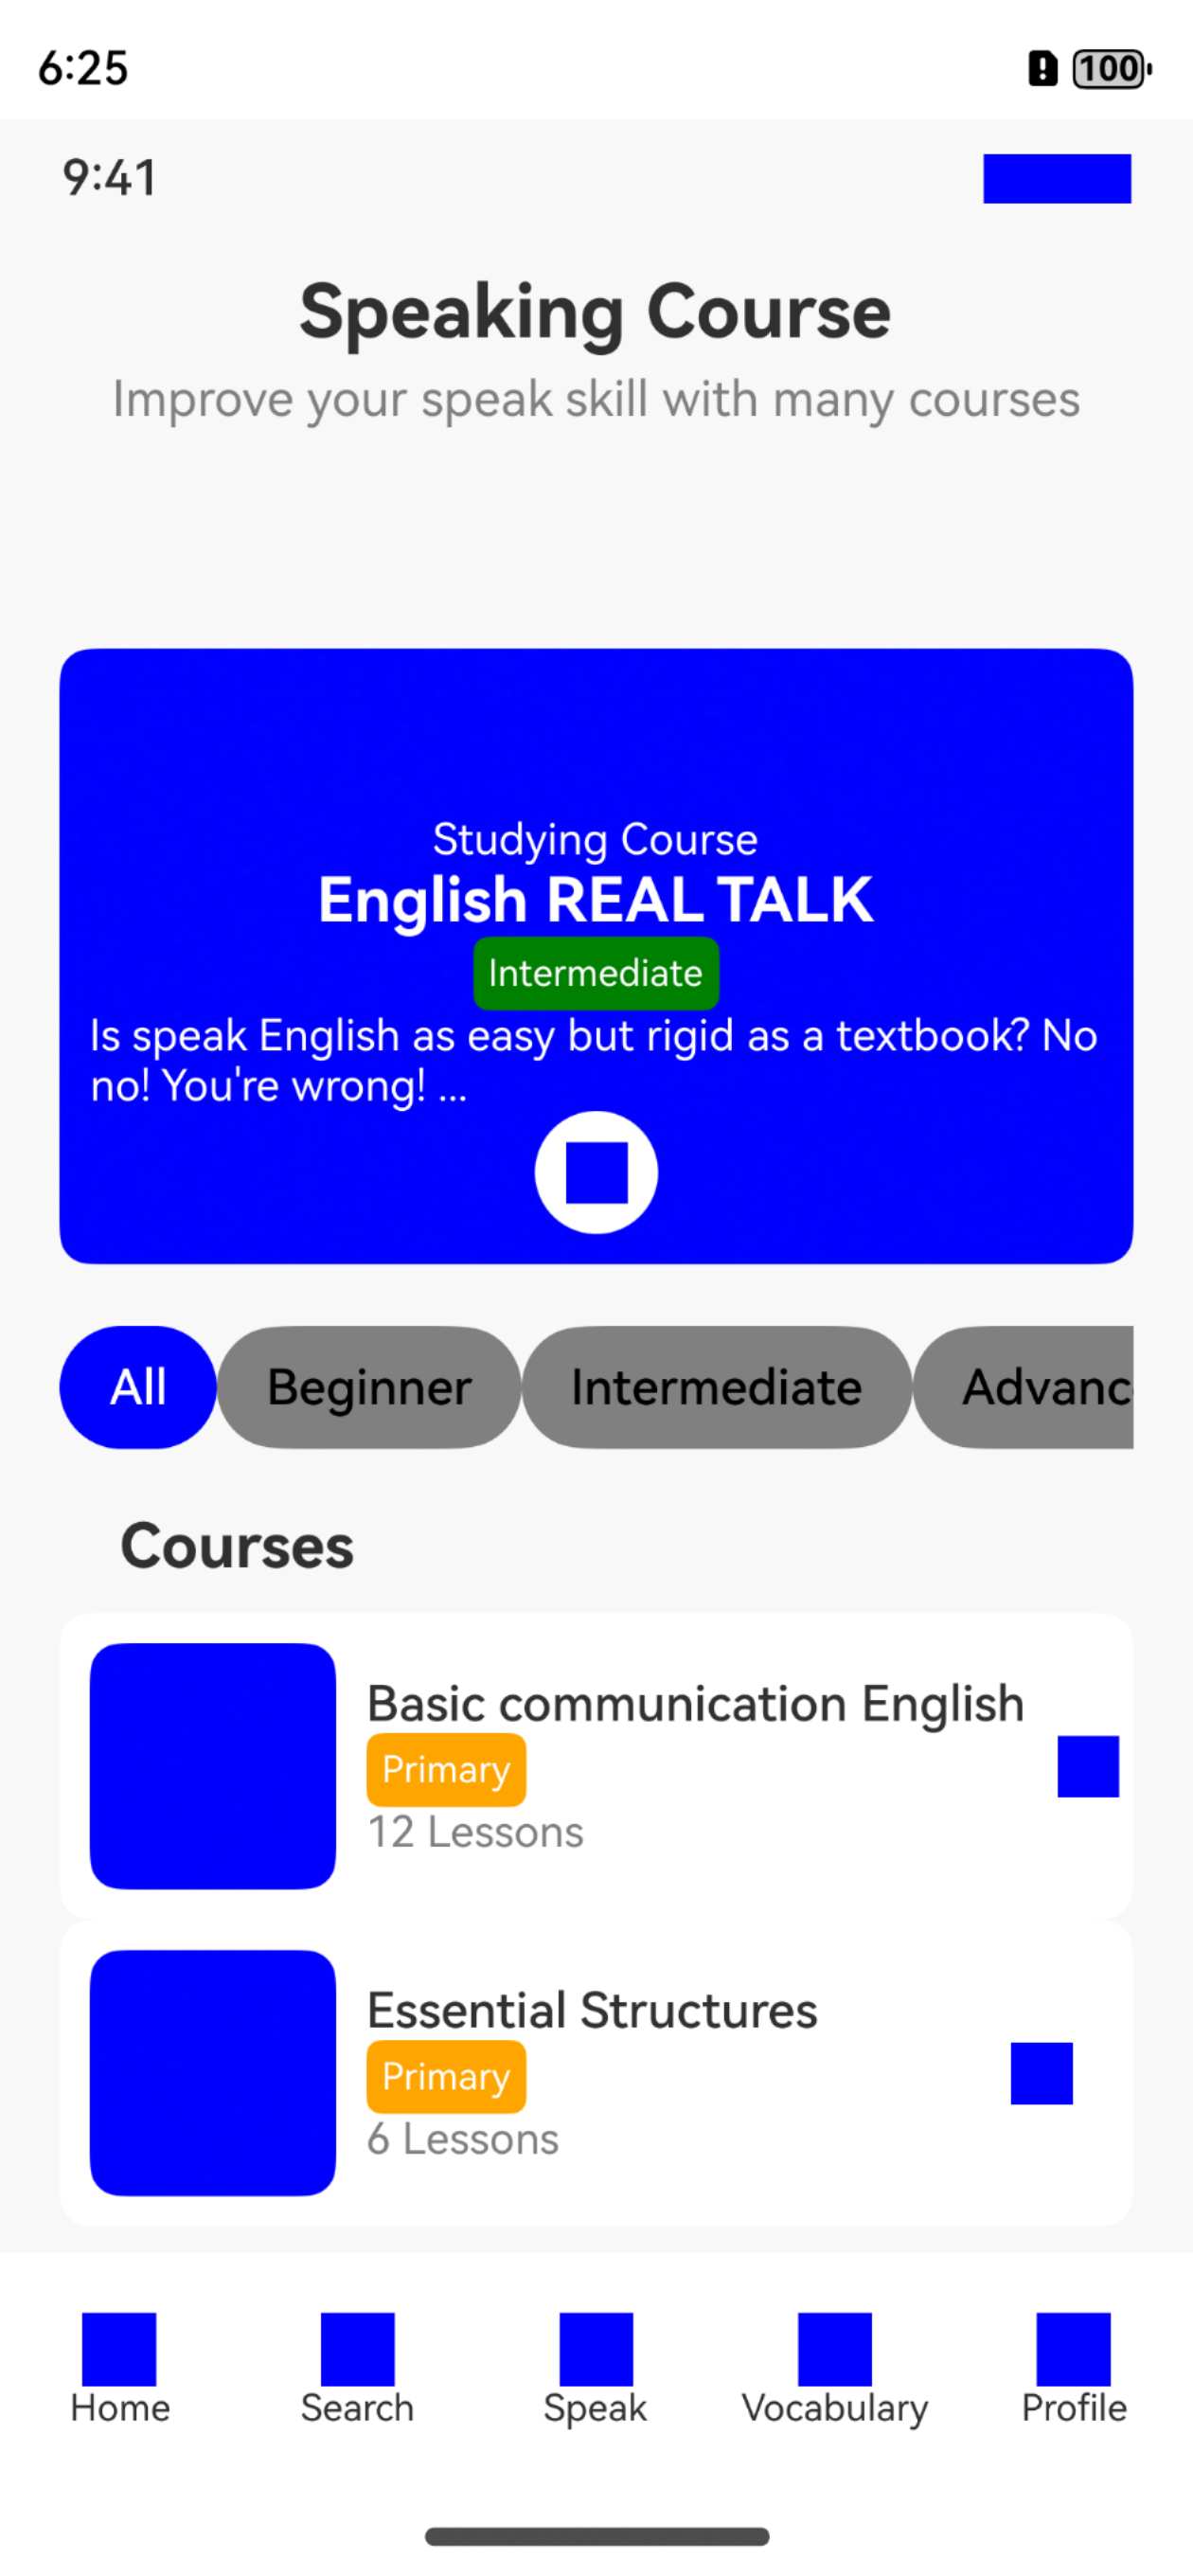 6:25
100
9:41
Speaking Course
Improve your speak skill with many courses
Studying Course
English REAL TALK
Intermediate
Is speak English as easy but rigid as a textbook? No
no! You're wrong! ...
All
Beginner
Intermediate
Advanc
Courses
Basic communication English
Primary
12 Lessons
Essential Structures
Primary
6 Lessons
Home
Search
Speak
Vocabulary
Profile